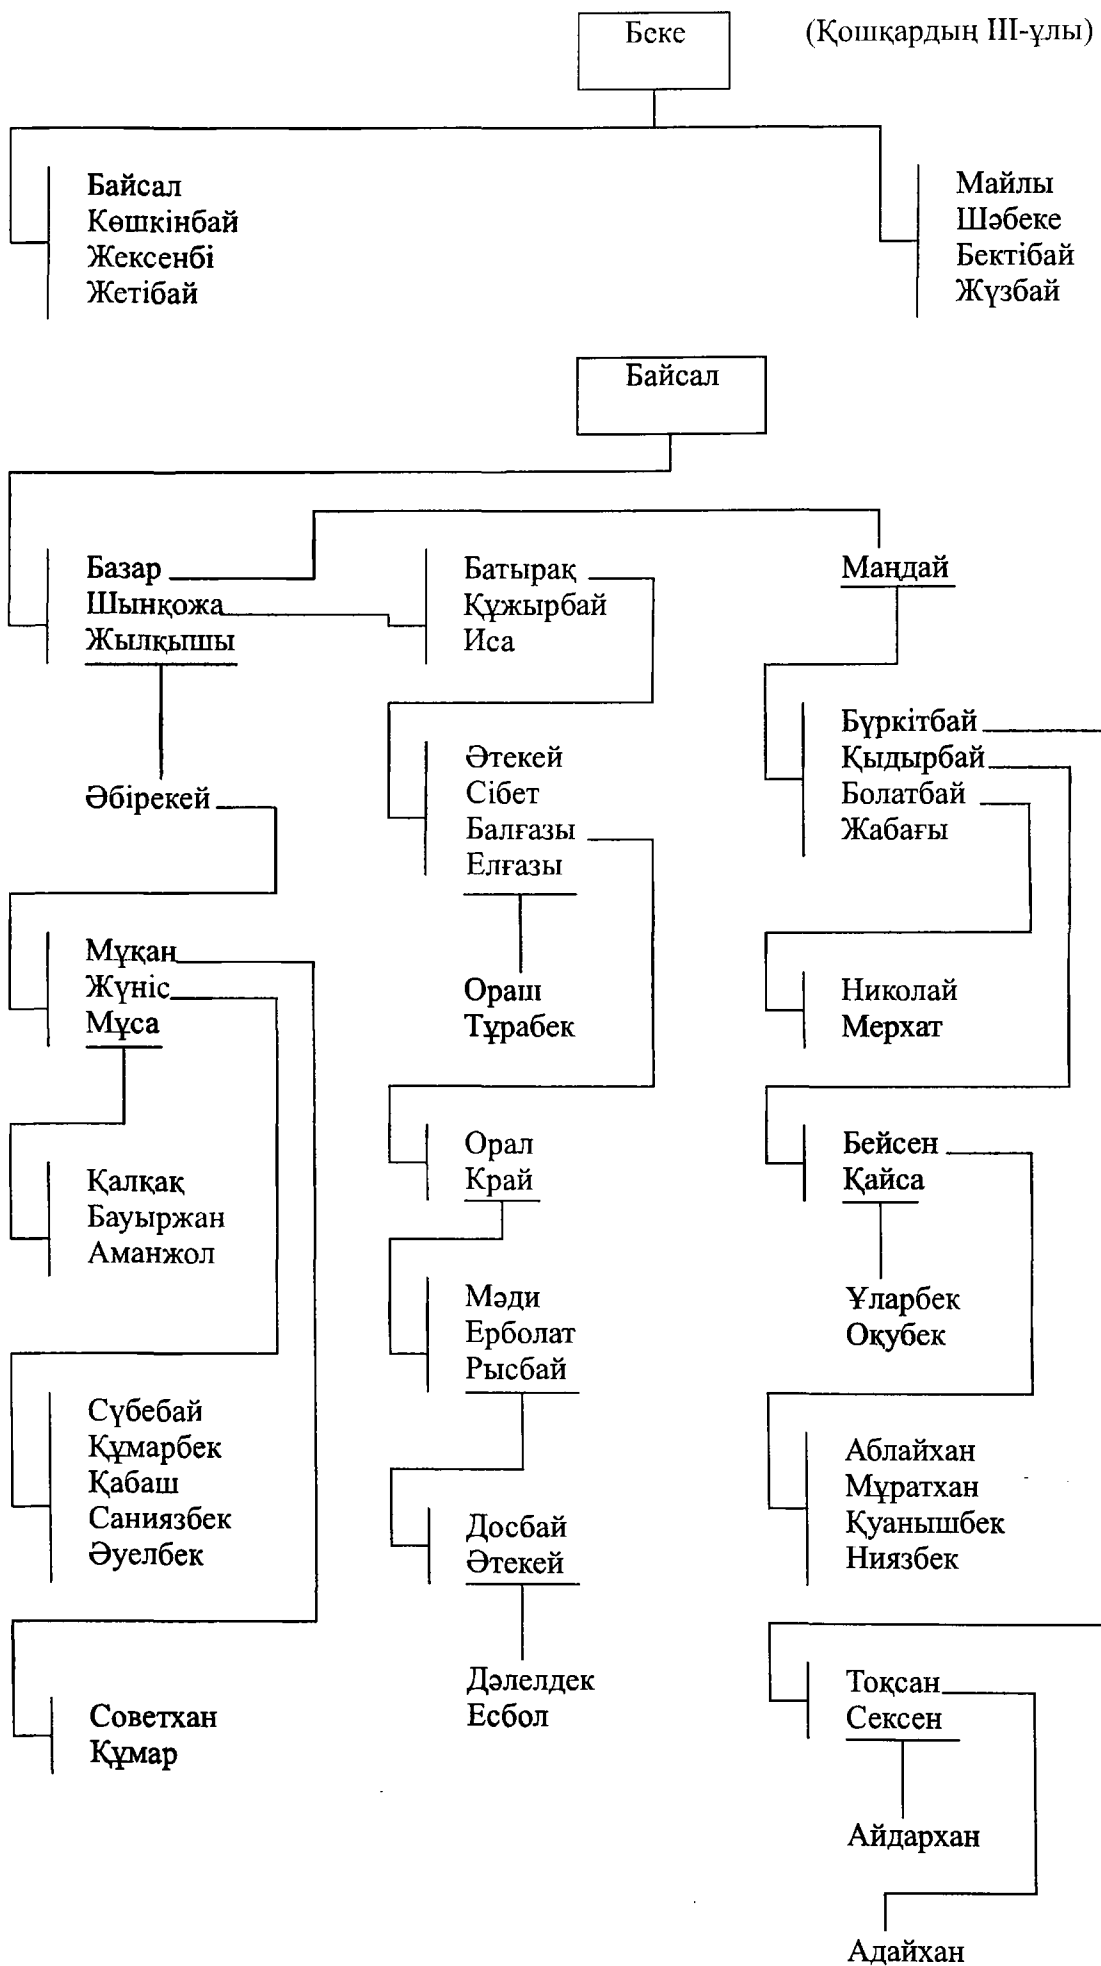 Беке
(Қошқардың III-ұлы)
Байсал
Көшкінбай
Жексенбі
Жетібай
Майлы
Шәбеке
Бектібай
Жүзбай
Байсал
Базар
Шынқожа
Жылқышы
Батырақ
Құжырбай
Иса
Маңдай
Әбірекей
Әтекей
Сібет
Балғазы
Елғазы
Бүркітбай
Қыдырбай
Болатбай
Жабағы
Мұқан
Жүніс
Мұса
Ораш
Тұрабек
Николай
Мерхат
Қалқақ
Бауыржан
Аманжол
Орал
Край
Бейсен
Қайса
Мәди
Ерболат
Рысбай
Ұларбек
Оқубек
Сүбебай
Құмарбек
Қабаш
Саниязбек
Әуелбек
Досбай
Әтекей
Аблайхан
Мұратхан
Қуанышбек
Ниязбек
Советхан
Құмар
Дәлелдек
Есбол
Тоқсан
Сексен
Айдархан
Адайхан